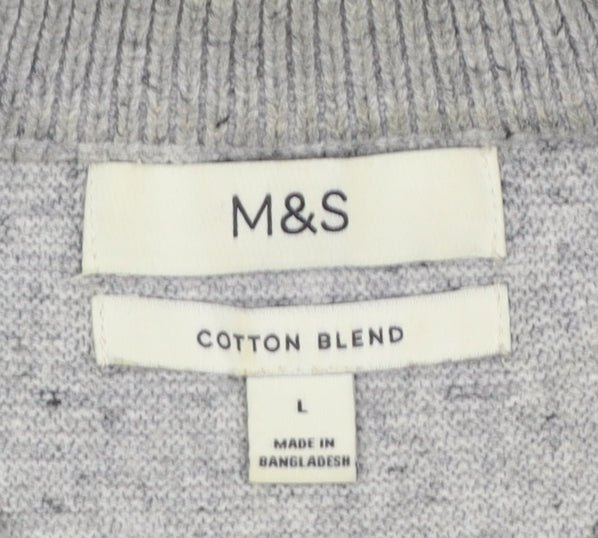 M&S
COTTON BLEND
L
MADE IN
BANGLADESH